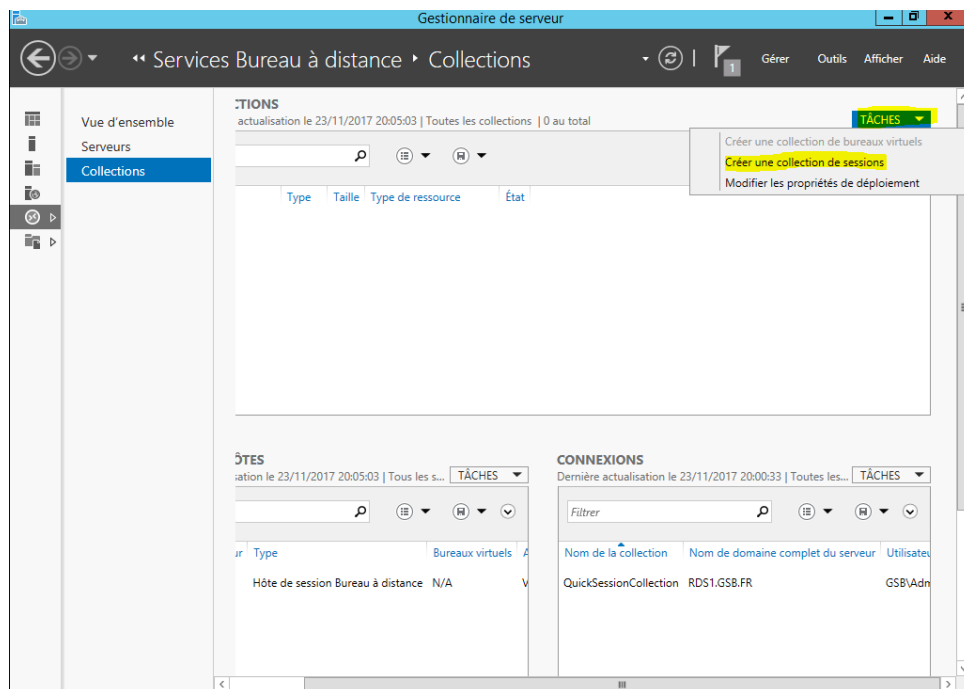 Gestionnaire de serveur
Services Bureau à distance Collections
1
Gérer Outils Afficher Aide
Vue d'ensemble
Serveurs
Collections
CTIONS
actualisation le 23/11/2017 20:05:03 | Toutes les collections | 0 au total
TÂCHES
Créer une collection de bureaux virtuels
Créer une collection de sessions
Modifier les propriétés de déploiement
Type Taille Type de ressource État
ÔTES
sation le 23/11/2017 20:05:03 | Tous les s... TÂCHES
ur Type Bureaux virtuels A
Hôte de session Bureau à distance N/A V
CONNEXIONS
Dernière actualisation le 23/11/2017 20:00:33 | Toutes les... TÂCHES
Filtrer
Nom de la collection Nom de domaine complet du serveur Utilisateu
QuickSessionCollection RDS1.GSB.FR GSB\Adm